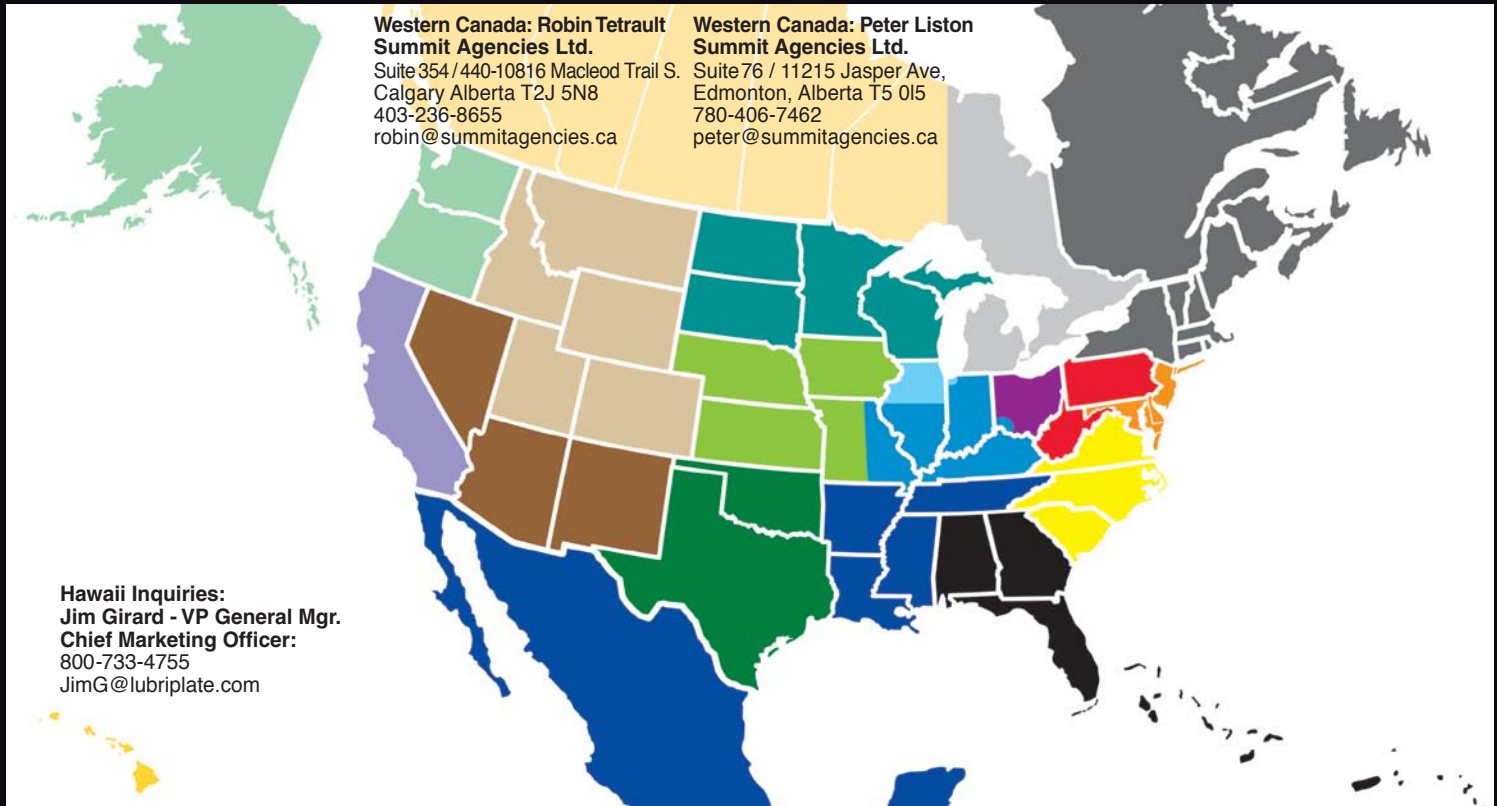 Western Canada: Robin Tetrault
Summit Agencies Ltd.
Suite 354 / 440-10816 Macleod Trail S.
Calgary Alberta T2J 5N8
403-236-8655
robin@summitagencies.ca
Western Canada: Peter Liston
Summit Agencies Ltd.
Suite 76 / 11215 Jasper Ave,
Edmonton, Alberta T5 0l5
780-406-7462
peter@summitagencies.ca
Hawaii Inquiries:
Jim Girard - VP General Mgr.
Chief Marketing Officer:
800-733-4755
JimG@lubriplate.com